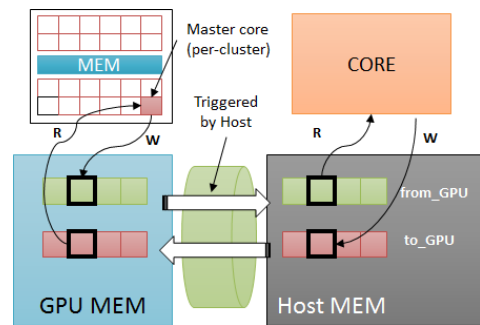 MEM
Master core
(per-cluster)
CORE
R
W
Triggered
by Host
R
W
from_GPU
to_GPU
GPU MEM
Host MEM